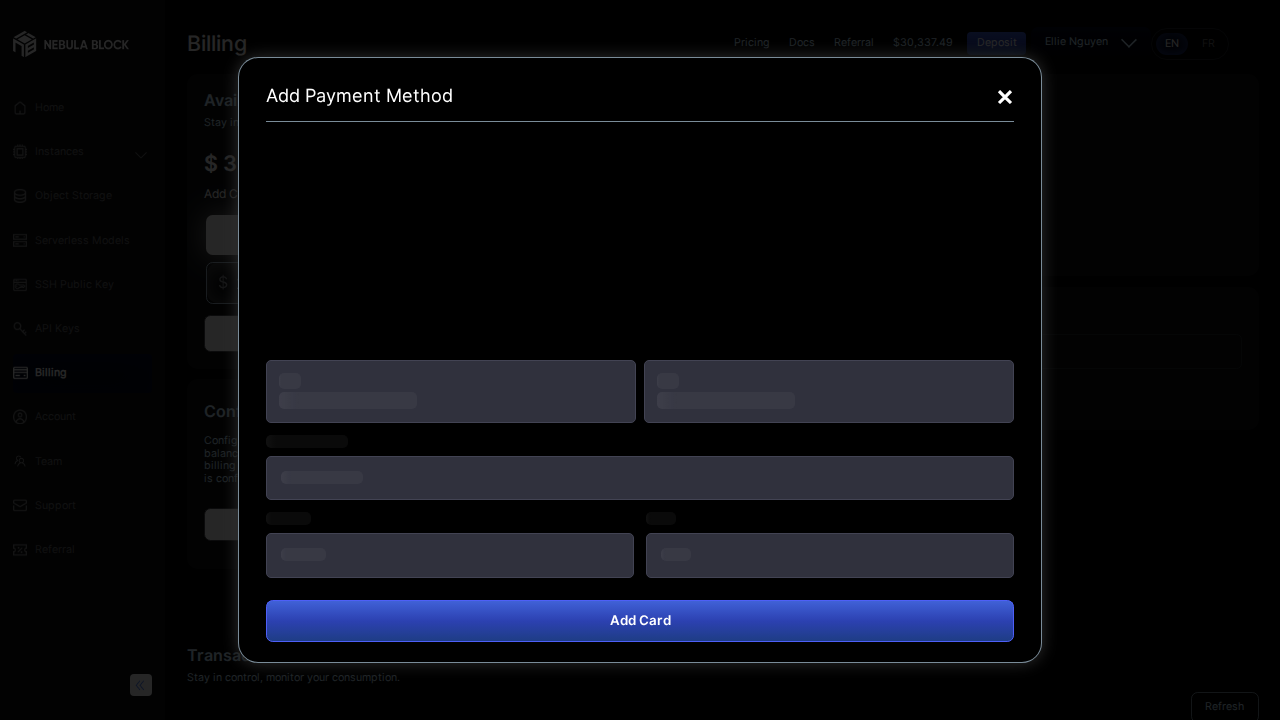 NEBULA BLOCK
Home
Instances
Object Storage
Serverless Models
SSH Public Key
API Keys
Billing
Account
Team
Support
Referral
Billing
Pricing
Docs
Referral
$30,337.49
Deposit
Ellie Nguyen
EN
FR
Stay in
$ 3
Add C
$
Config
balanc
billing
is conf
Add Payment Method
×
Add Card
Transa
Stay in control, monitor your consumption.
Refresh